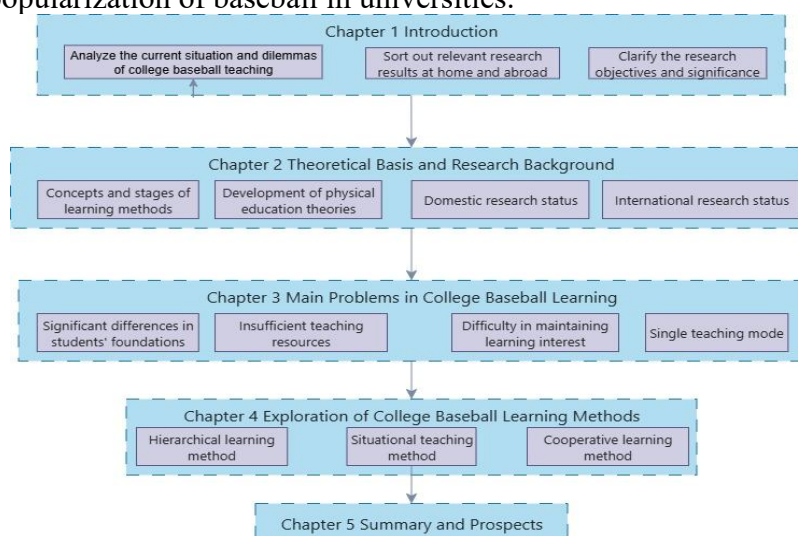 popularization of baseball in universities.
Chapter 1 Introduction
Analyze the current situation and dilemmas
of college baseball teaching
Sort out relevant research
results at home and abroad
Clarify the research
objectives and significance
Chapter 2 Theoretical Basis and Research Background
Concepts and stages of
learning methods
Development of physical
education theories
Domestic research status
International research status
Chapter 3 Main Problems in College Baseball Learning
Significant differences in
students' foundations
Insufficient teaching
resources
Difficulty in maintaining
learning interest
Single teaching mode
Chapter 4 Exploration of College Baseball Learning Methods
Hierarchical learning
method
Situational teaching
method
Cooperative learning
method
Chapter 5 Summary and Prospects